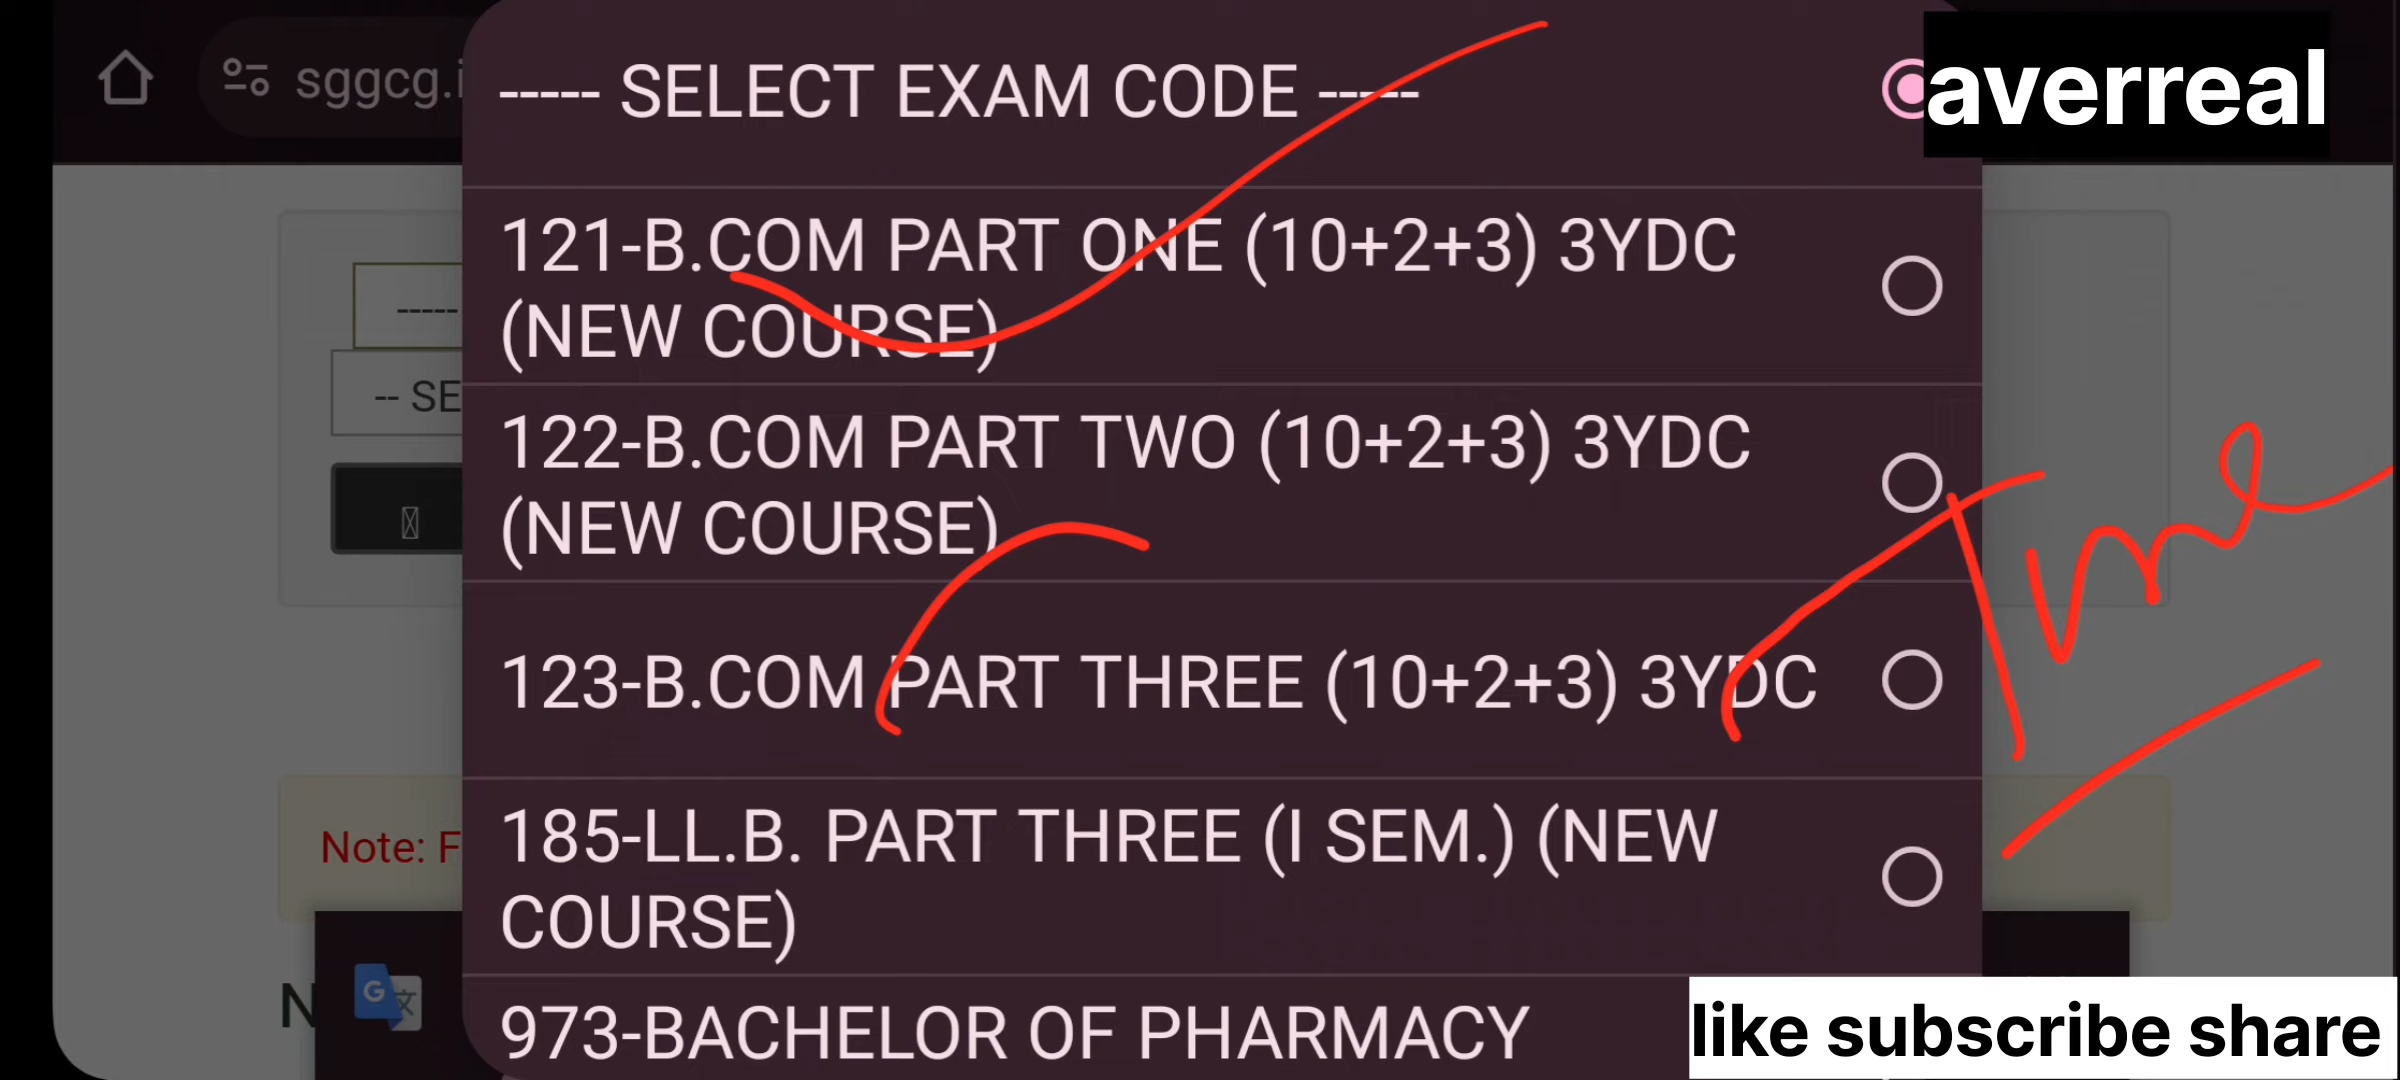 sggcg.i
----- SELECT EXAM CODE -----
averreal
121-B.COM PART ONE (10+2+3) 3YDC
(NEW COURSE)
-----
-- SE
122-B.COM PART TWO (10+2+3) 3YDC
(NEW COURSE)
Time
123-B.COM PART THREE (10+2+3) 3YDC
185-LL.B. PART THREE (I SEM.) (NEW
COURSE)
Note: F
N
G
973-BACHELOR OF PHARMACY
like subscribe share